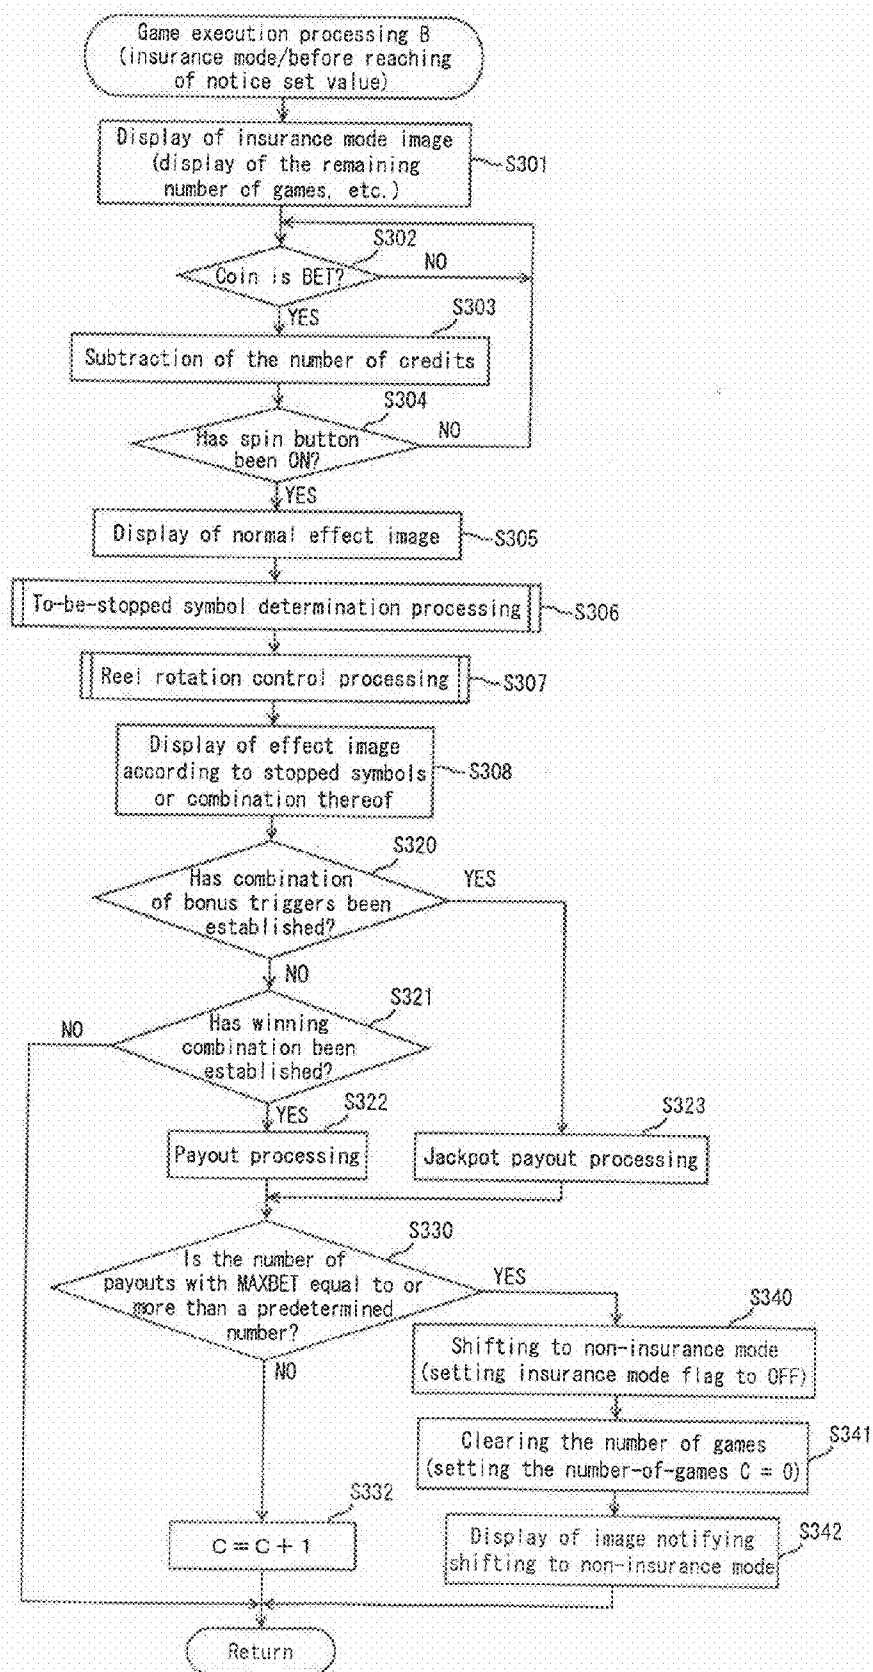 Game execution processing B
(insurance mode/before reaching
of notice set value)
Display of insurance mode image
(display of the remaining
number of games, etc.)
S301
S302
Coin is BET?
NO
YES
S303
Subtraction of the number of credits
S304
Has spin button
been ON?
NO
YES
Display of normal effect image
S305
To-be-stopped symbol determination processing
S306
Reel rotation control processing
S307
Display of effect image
according to stopped symbols
or combination thereof
S308
S320
Has combination
of bonus triggers been
established?
YES
NO
S321
Has winning
combination been
established?
NO
YES
S322
Payout processing
S323
Jackpot payout processing
S330
Is the number of
payouts with MAXBET equal to or
more than a predetermined
number?
YES
NO
S340
Shifting to non-insurance mode
(setting insurance mode flag to OFF)
S341
Clearing the number of games
(setting the number-of-games C = 0)
S332
C = C + 1
S342
Display of image notifying
shifting to non-insurance mode
Return